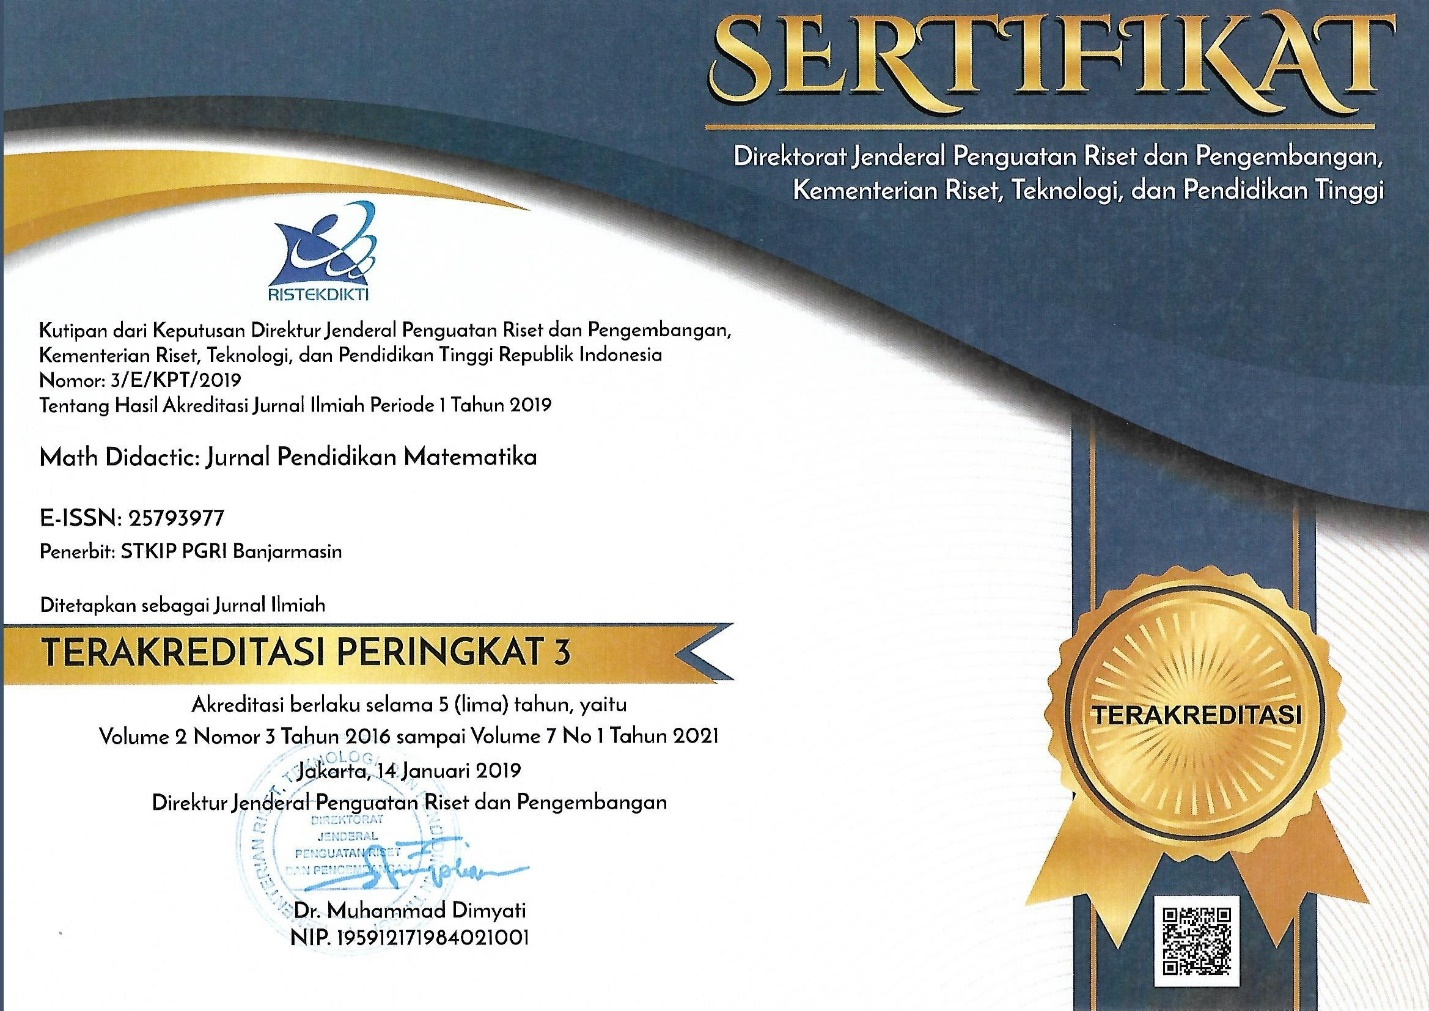 SERTIFIKAT
Direktorat Jenderal Penguatan Riset dan Pengembangan,
Kementerian Riset, Teknologi, dan Pendidikan Tinggi
RISTEKDIKTI
Kutipan dari Keputusan Direktur Jenderal Penguatan Riset dan Pengembangan,
Kementerian Riset, Teknologi, dan Pendidikan Tinggi Republik Indonesia
Nomor: 3/E/KPT/2019
Tentang Hasil Akreditasi Jurnal Ilmiah Periode 1 Tahun 2019
Math Didactic: Jurnal Pendidikan Matematika
E-ISSN: 25793977
Penerbit: STKIP PGRI Banjarmasin
Ditetapkan sebagai Jurnal Ilmiah
TERAKREDITASI PERINGKAT 3
Akreditasi berlaku selama 5 (lima) tahun, yaitu
Volume 2 Nomor 3 Tahun 2016 sampai Volume 7 No 1 Tahun 2021
Jakarta, 14 Januari 2019
Direktur Jenderal Penguatan Riset dan Pengembangan
DIREKTORAT
JENDERAL
PENGUATAN RISET
DAN PENGEMBANGAN
Dr. Muhammad Dimyati
NIP. 195912171984021001
TERAKREDITASI